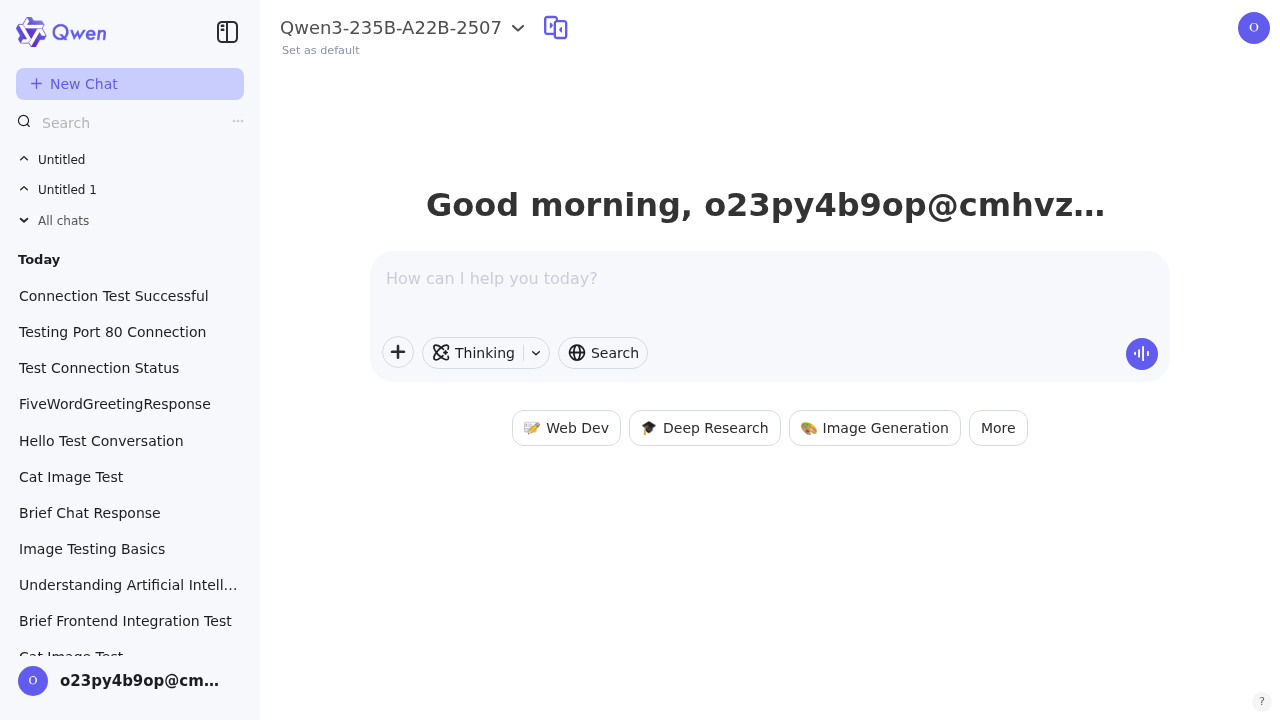 Qwen
New Chat
Search
Untitled
Untitled 1
All chats
Today
Connection Test Successful
Testing Port 80 Connection
Test Connection Status
FiveWordGreetingResponse
Hello Test Conversation
Cat Image Test
Brief Chat Response
Image Testing Basics
Understanding Artificial Intell...
Brief Frontend Integration Test
Cat Image Test
O
o23py4b9op@cm...
Qwen3-235B-A22B-2507
Set as default
O
Good morning, o23py4b9op@cmhvz...
How can I help you today?
Thinking
Search
Web Dev
Deep Research
Image Generation
More
?